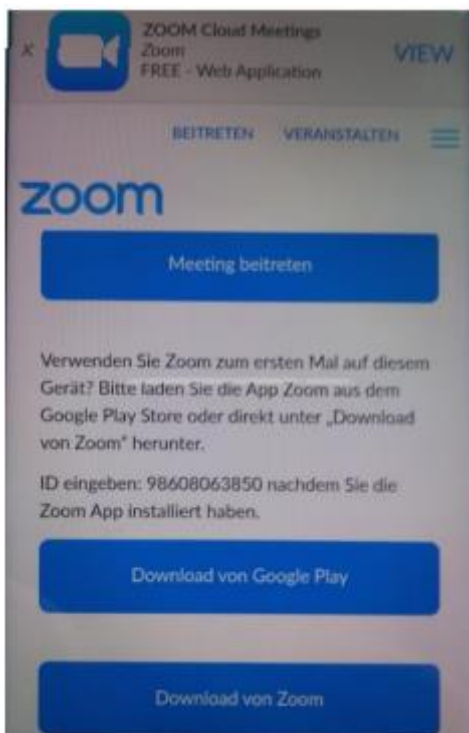 X
ZOOM Cloud Meetings
Zoom
FREE - Web Application
VIEW
BEITRETEN VERANSTALTEN
zoom
Meeting beitreten
Verwenden Sie Zoom zum ersten Mal auf diesem
Gerät? Bitte laden Sie die App Zoom aus dem
Google Play Store oder direkt unter „Download
von Zoom" herunter.
ID eingeben: 98608063850 nachdem Sie die
Zoom App installiert haben.
Download von Google Play
Download von Zoom